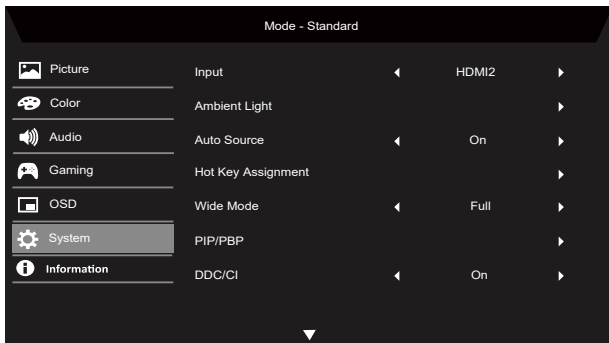 Mode - Standard
Picture
Color
Audio
Gaming
OSD
System
Information
Input HDMI2
Ambient Light
Auto Source On
Hot Key Assignment
Wide Mode Full
PIP/PBP
DDC/CI On